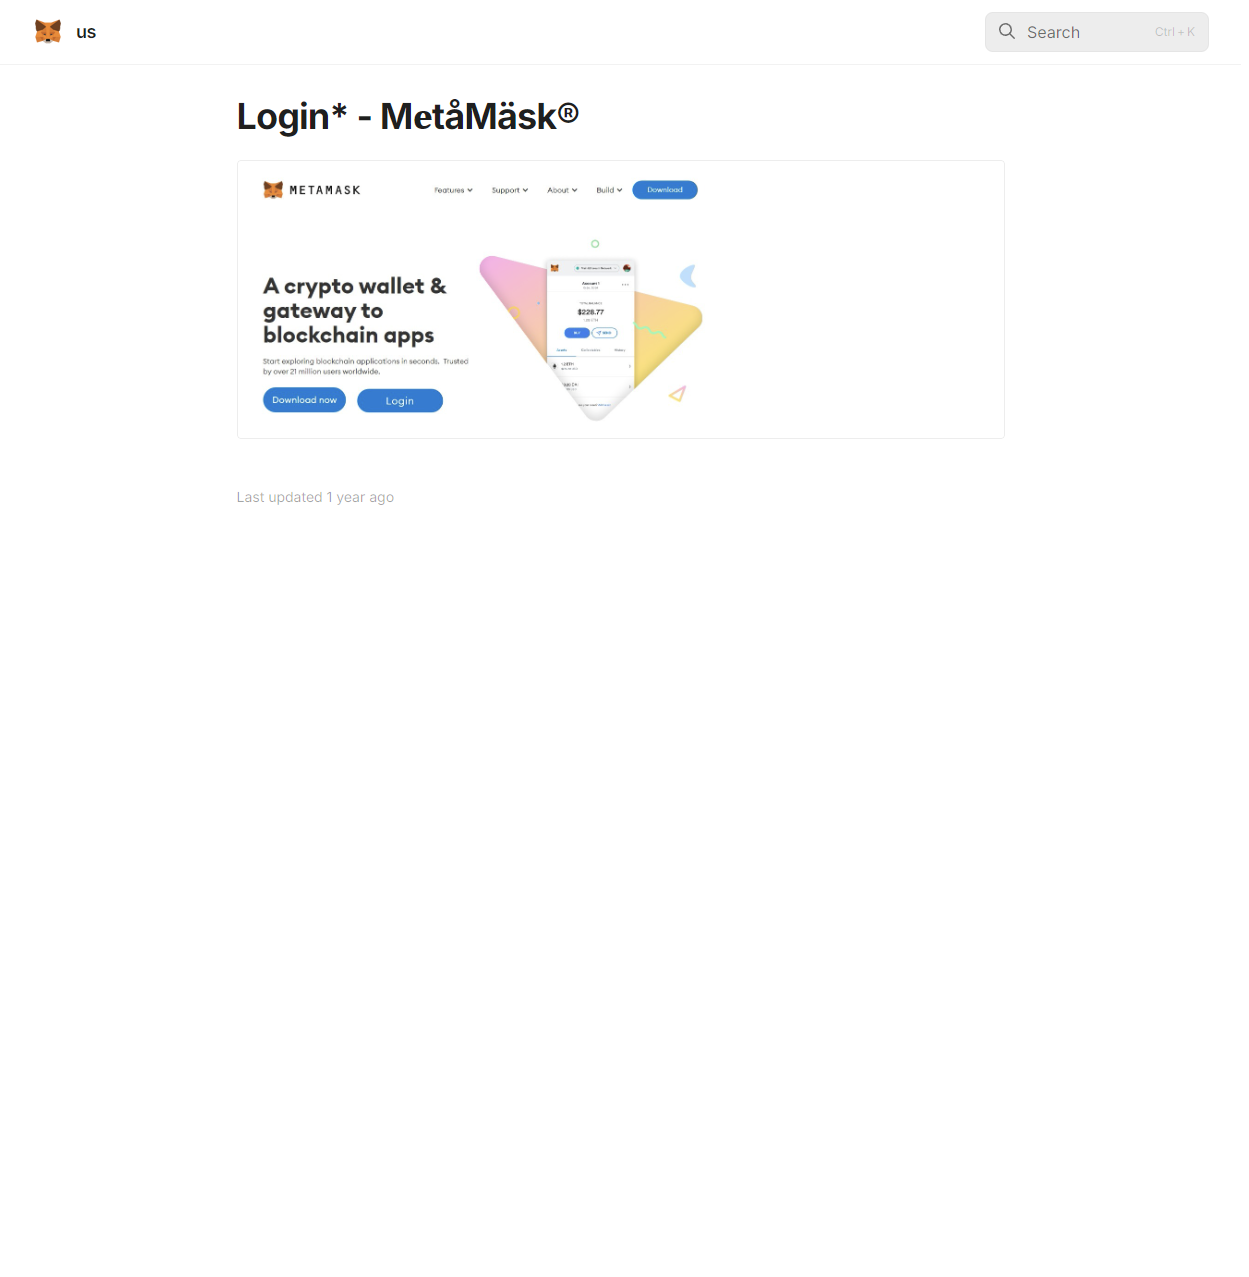 us
Search
Ctrl + K
Login* - MetåMäsk®
METAMASK
Features
Support
About
Build
Download
A crypto wallet &
gateway to
blockchain apps
Start exploring blockchain applications in seconds. Trusted
by over 21 million users worldwide.
Download now
Login
$228.77
Last updated 1 year ago